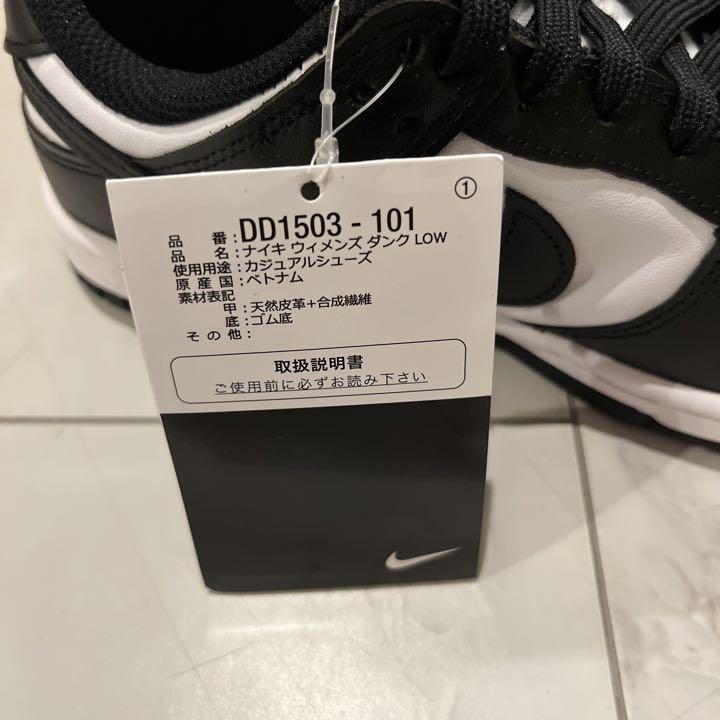 ①
品 番:DD1503 - 101
品 名:ナイキ ウィメンズ ダンク LOW
使用用途:カジュアルシューズ
原 産 国:ベトナム
素材表記
甲:天然皮革+合成繊維
底:ゴム底
そ の 他:
取扱説明書
ご使用前に必ずお読み下さい